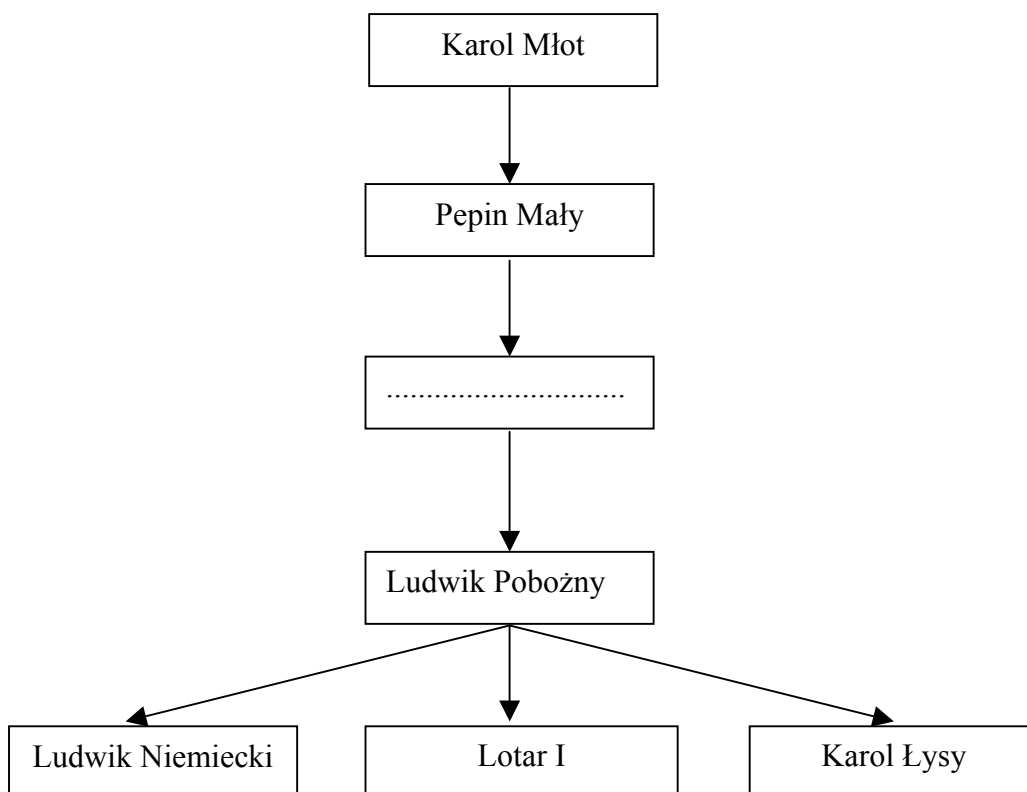 Karol Młot
Pepin Mały
..............................
Ludwik Pobożny
Ludwik Niemiecki
Lotar I
Karol Łysy